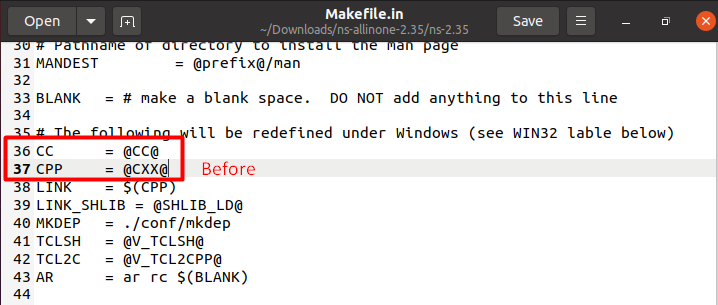 Open
Makefile.in
~/Downloads/ns-allinone-2.35/ns-2.35
Save
30 # Pathname of directory to install the man page
31 MANDEST = @prefix@/man
32
33 BLANK = # make a blank space.  DO NOT add anything to this line
34
35 # The following will be redefined under Windows (see WIN32 lable below)
36 CC = @CC@
37 CPP = @CXX@ Before
38 LINK = $(CPP)
39 LINK_SHLIB = @SHLIB_LD@
40 MKDEP = ./conf/mkdep
41 TCLSH = @V_TCLSH@
42 TCL2C = @V_TCL2CPP@
43 AR = ar rc $(BLANK)
44